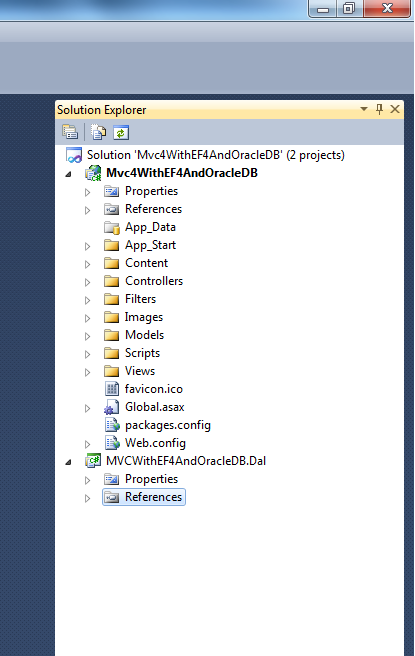 Solution Explorer
Solution 'Mvc4WithEF4AndOracleDB' (2 projects)
Mvc4WithEF4AndOracleDB
Properties
References
App_Data
App_Start
Content
Controllers
Filters
Images
Models
Scripts
Views
favicon.ico
Global.asax
packages.config
Web.config
MVCWithEF4AndOracleDB.Dal
Properties
References